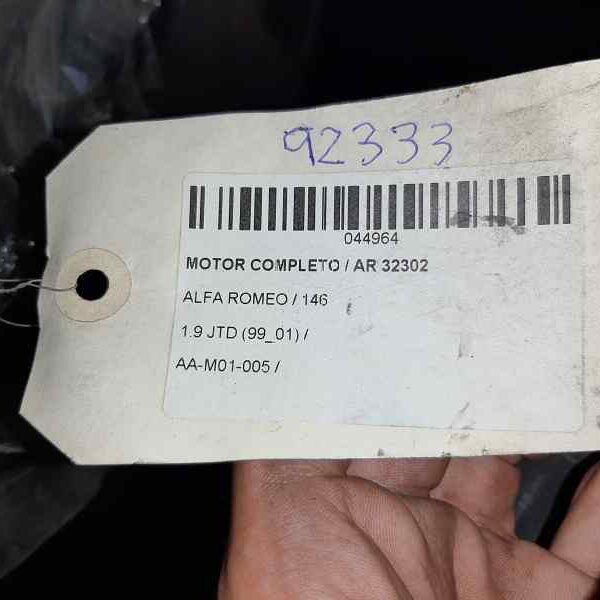 92333
044964
MOTOR COMPLETO / AR 32302
ALFA ROMEO / 146
1.9 JTD (99_01) /
AA-M01-005 /